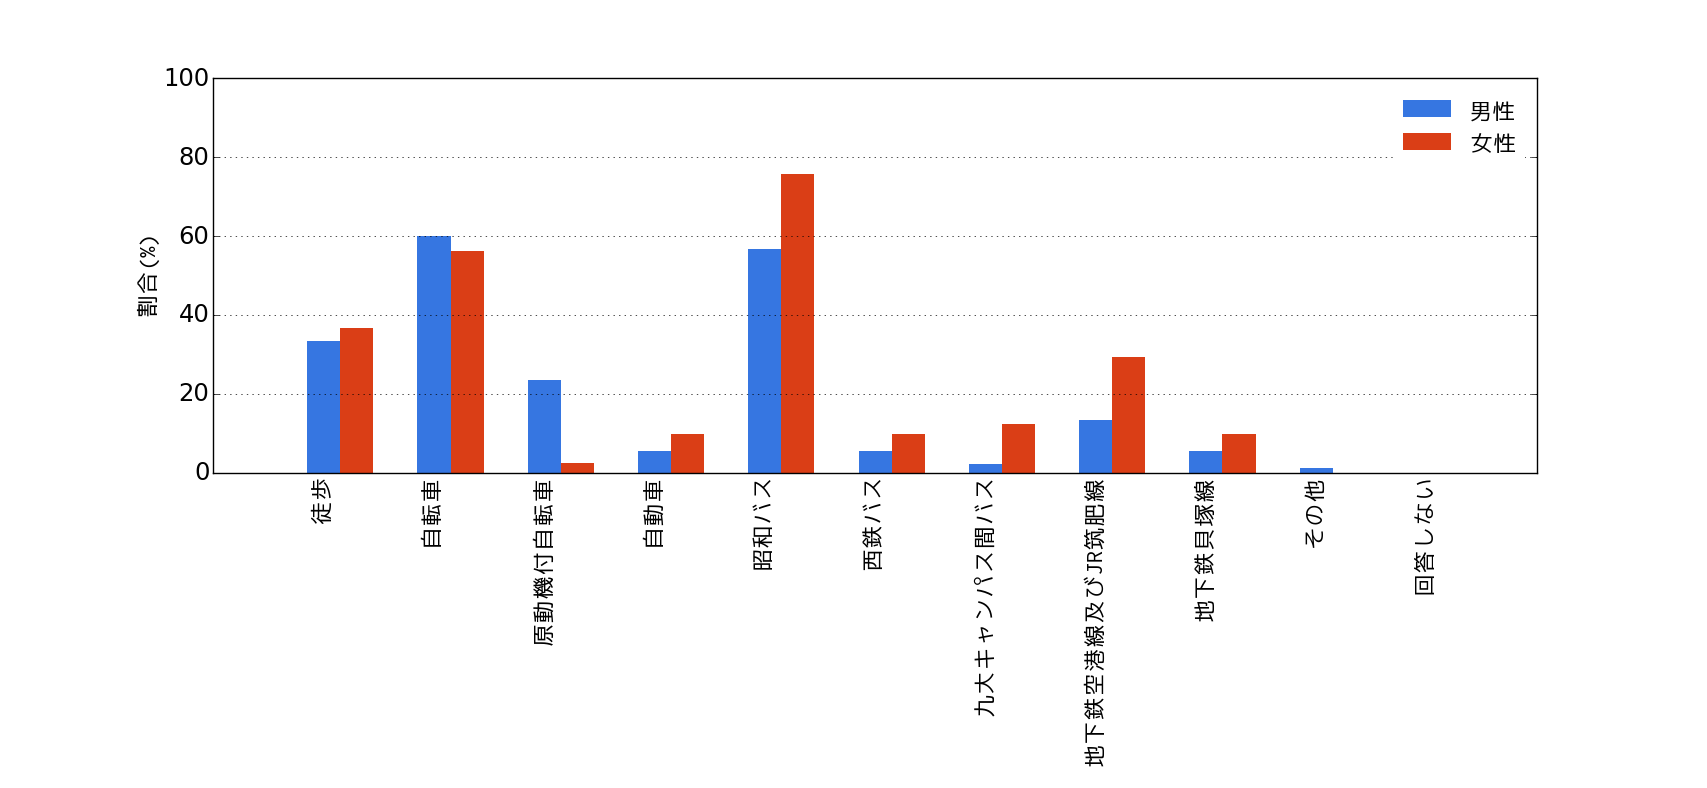 100
80
60
40
20
0
割合(%)
男性
女性
徒歩
自転車
原動機付自転車
自動車
昭和バス
西鉄バス
九大キャンパス間バス
地下鉄空港線及びJR筑肥線
地下鉄貝塚線
その他
回答しない